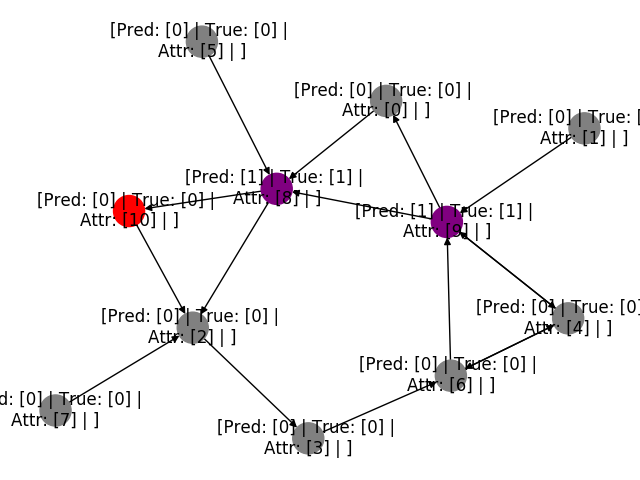 [Pred: [0] | True: [0] |
Attr: [5] | ]
[Pred: [0] | True: [0] |
Attr: [0] | ]
[Pred: [0] | True: [
Attr: [1] | ]
[Pred: [1] | True: [1] |
Attr: [8] | ]
[Pred: [0] | True: [0] |
Attr: [10] | ]
[Pred: [1] | True: [1] |
Attr: [9] | ]
[Pred: [0] | True: [0]
Attr: [4] | ]
[Pred: [0] | True: [0] |
Attr: [2] | ]
[Pred: [0] | True: [0] |
Attr: [6] | ]
d: [0] | True: [0] |
Attr: [7] | ]
[Pred: [0] | True: [0] |
Attr: [3] | ]